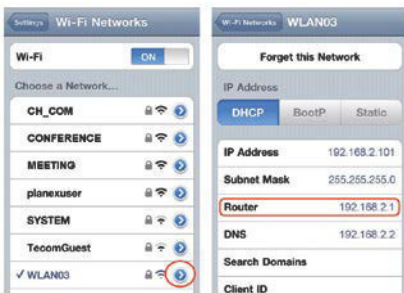 Settings
Wi-Fi Networks
Wi-Fi
ON
Choose a Network...
CH_COM
CONFERENCE
MEETING
planexuser
SYSTEM
TecomGuest
✓ WLAN03
Wi-Fi Networks
WLAN03
Forget this Network
IP Address
DHCP
BootP
Static
IP Address 192.168.2.101
Subnet Mask 255.255.255.0
Router 192.168.2.1
DNS 192.168.2.2
Search Domains
Client ID